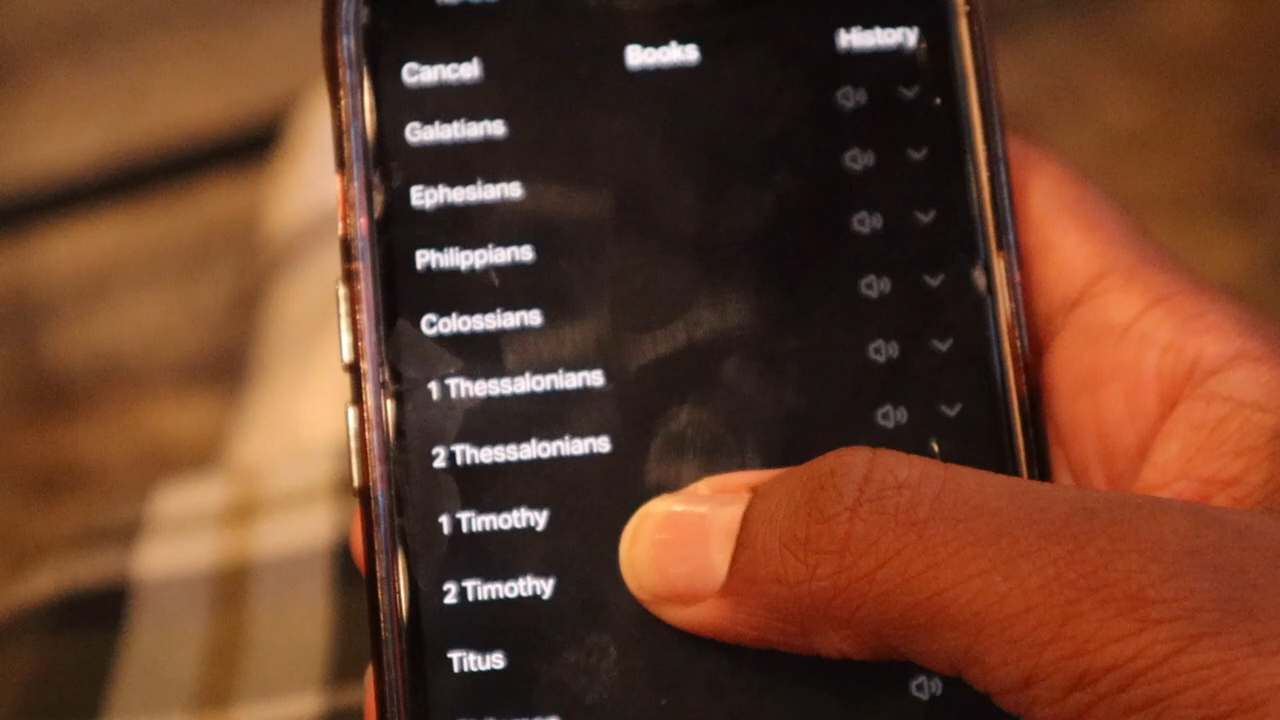 Cancel Books History
Galatians
Ephesians
Philippians
Colossians
1 Thessalonians
2 Thessalonians
1 Timothy
2 Timothy
Titus